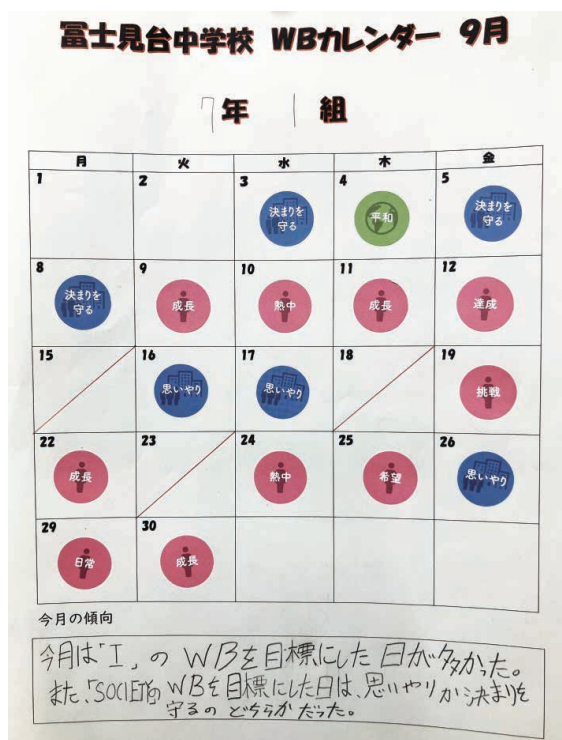 冨士見台中学校 WBカレンダー 9月
7年 1組
月 火 水 木 金
1 2 3 4 5
決まりを守る 平和 決まりを守る
8 9 10 11 12
決まりを守る 成長 熱中 成長 達成
15 16 17 18 19
思いやり 思いやり 挑戦
22 23 24 25 26
成長 熱中 希望 思いやり
29 30
日常 成長
今月の傾向
今月は「I」の WBを目標にした 日が多かった。
また、「SOCIETY」の WBを目標にした日は、思いやりか決まりを
守るの どちらかだった。